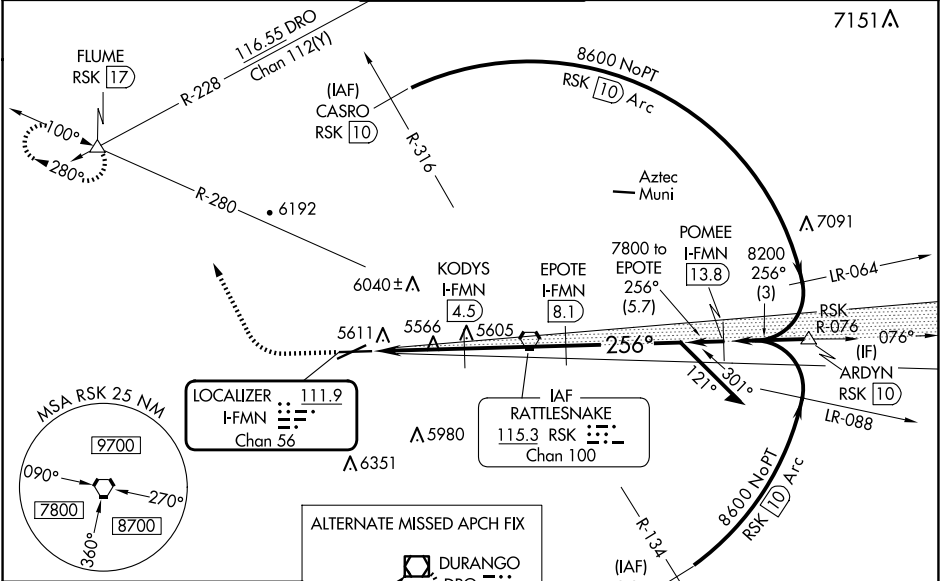 7151
FLUME
RSK 17
116.55 DRO
Chan 112(Y)
R-228
100°
280°
R-280
6192
(IAF)
CASRO
RSK 10
R-316
8600 NoPT
RSK 10 Arc
Aztec
Muni
7091
7800 to
EPOTE
256°
(5.7)
POMEE
I-FMN
13.8
8200
256°
(3)
LR-064
RSK
R-076
076°
(IF)
ARDYN
RSK 10
LR-088
6040±
KODYS
I-FMN
4.5
EPOTE
I-FMN
8.1
5611
5566
5605
256°
121°
301°
LOCALIZER 111.9
I-FMN
Chan 56
IAF
RATTLESNAKE
115.3 RSK
Chan 100
5980
6351
MSA RSK 25 NM
9700
090°
270°
7800
8700
360°
8600 NoPT
RSK 10 Arc
R-134
(IAF)
ALTERNATE MISSED APCH FIX
DURANGO